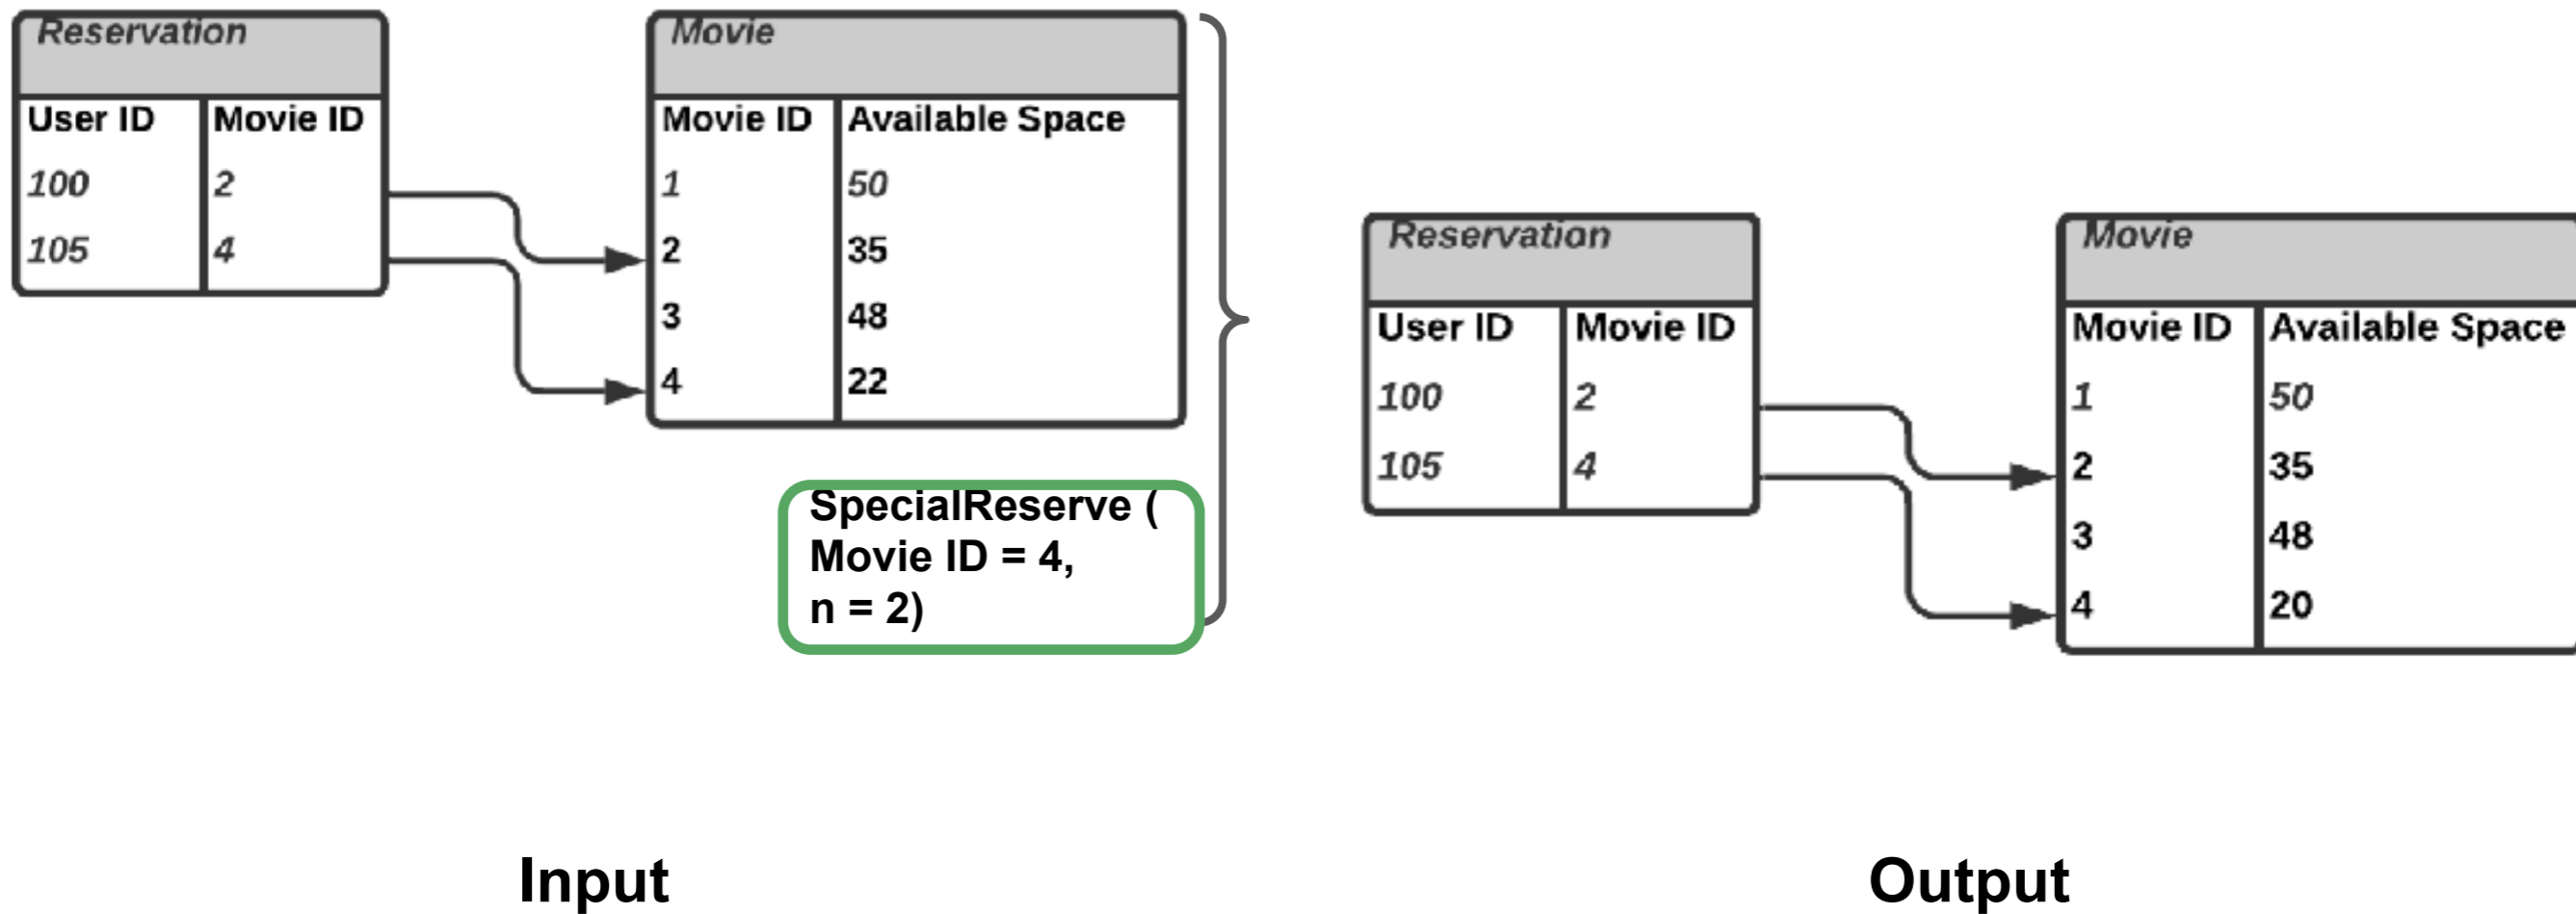 Reservation
User ID Movie ID
100 2
105 4
Movie
Movie ID Available Space
1 50
2 35
3 48
4 22
SpecialReserve (
Movie ID = 4,
n = 2)
Input
Reservation
User ID Movie ID
100 2
105 4
Movie
Movie ID Available Space
1 50
2 35
3 48
4 20
Output